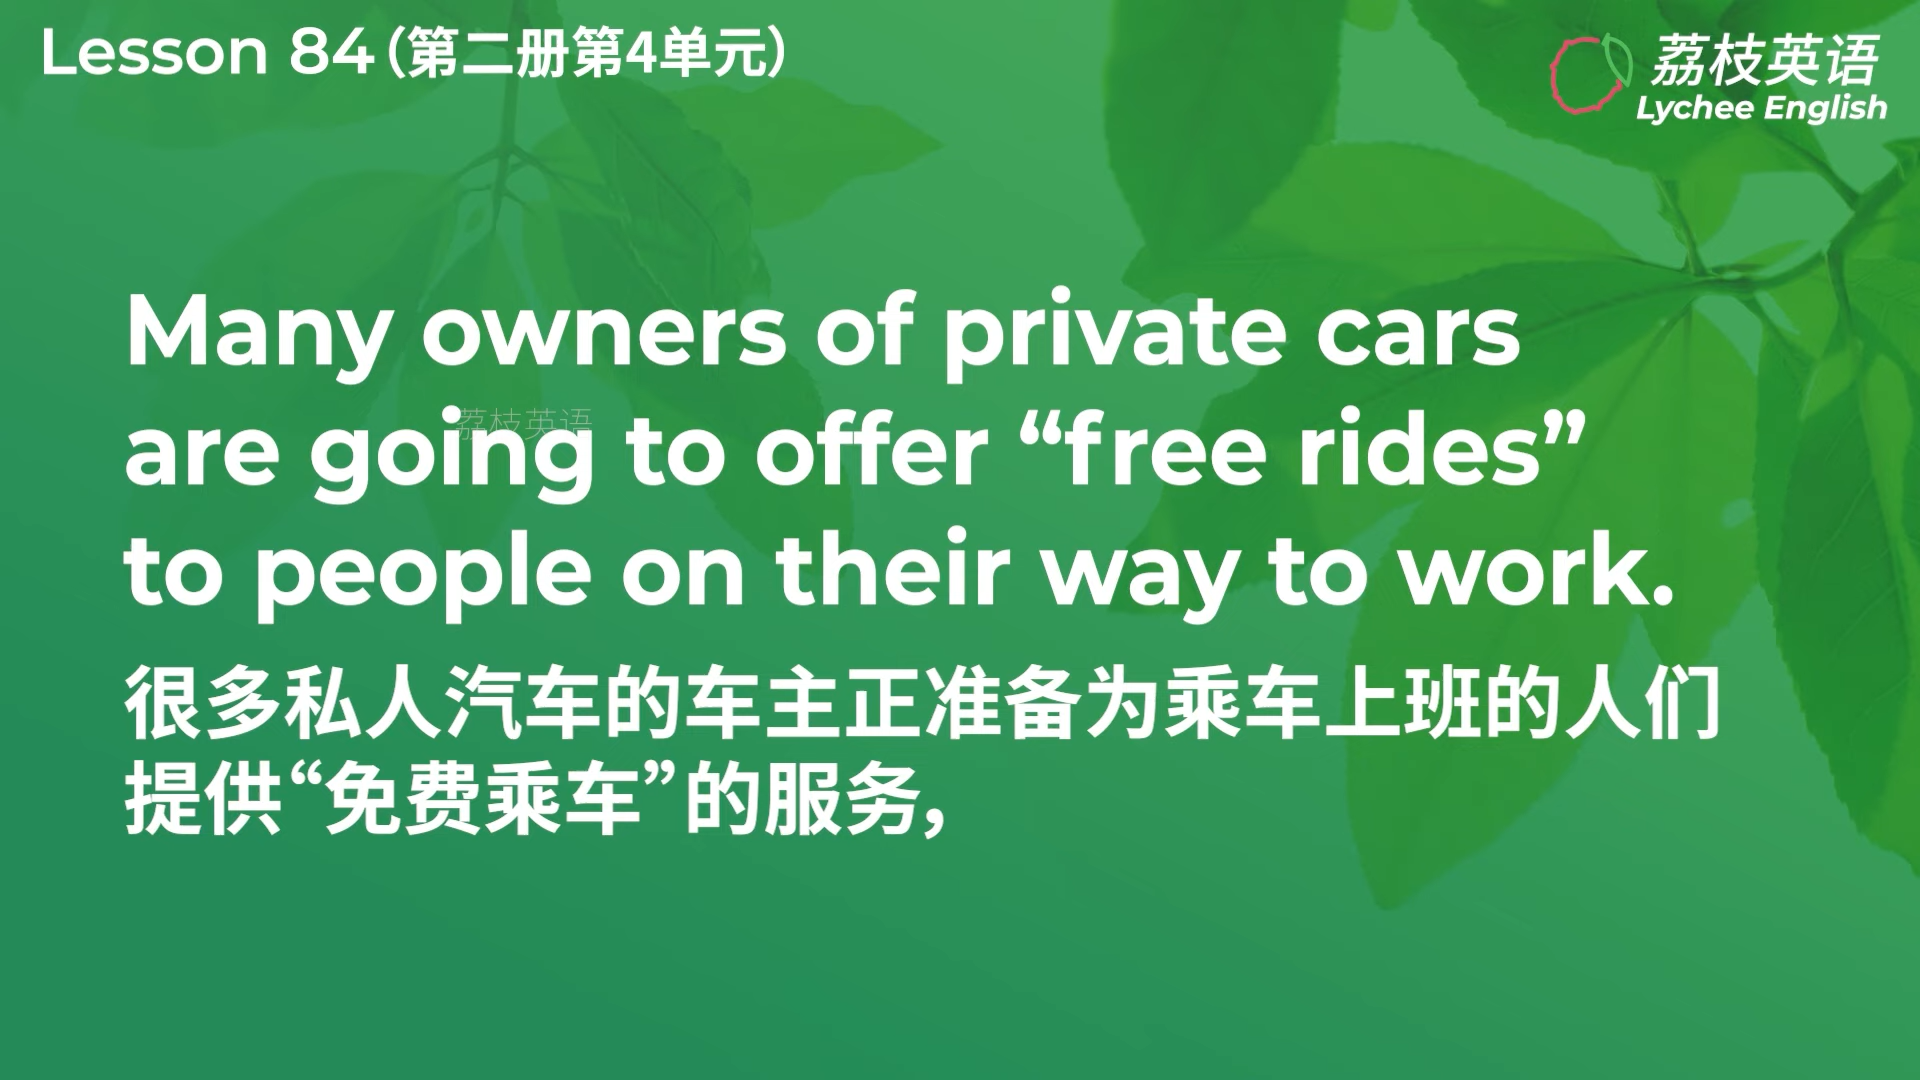 Lesson 84(第二册第4单元)
荔枝英语
Lychee English
Many owners of private cars
are going to offer “free rides”
荔枝英语
to people on their way to work.
很多私人汽车的车主正准备为乘车上班的人们
提供“免费乘车”的服务,